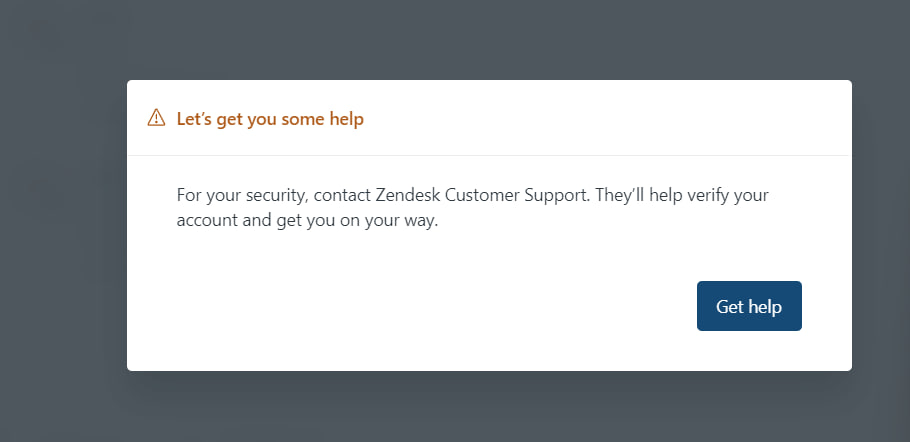 Let’s get you some help
For your security, contact Zendesk Customer Support. They’ll help verify your
account and get you on your way.
Get help